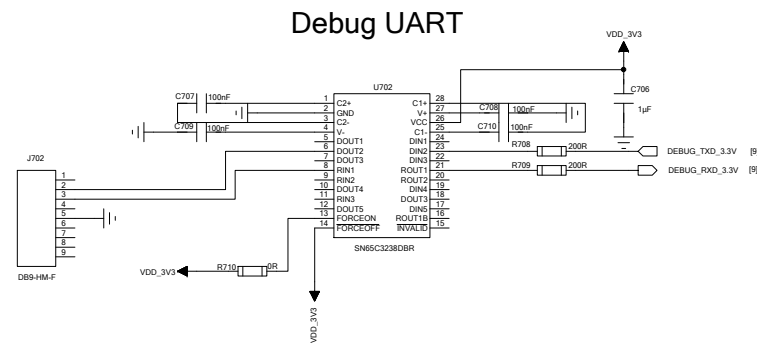 Debug UART
VDD_3V3
C706
1µF
U702
C707 100nF
C709 100nF
C708 100nF
C710 100nF
1 C2+ C1+ 28
2 GND V+ 27
3 C2- VCC 26
4 V- C1- 25
5 DOUT1 DIN1 24
6 DOUT2 DIN2 23
7 DOUT3 DIN3 22
8 RIN1 ROUT1 21
9 RIN2 ROUT2 20
10 DOUT4 DIN4 19
11 RIN3 DOUT3 18
12 DOUT5 DIN5 17
13 FORCEON ROUT1B 16
14 FORCEOFF INVALID 15
SN65C3238DBR
R708 200R DEBUG_TXD_3.3V [9]
R709 200R DEBUG_RXD_3.3V [9]
J702
1
2
3
4
5
6
7
8
9
DB9-HM-F
VDD_3V3 R710 0R
VDD_3V3